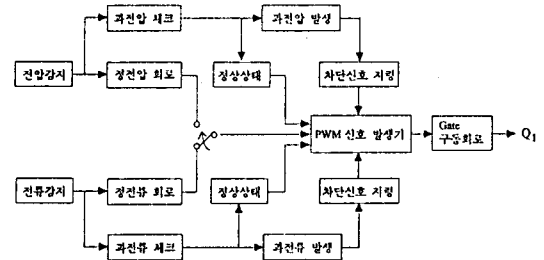 과전압 체크
과전압 발생
전압감지
정전압 회로
정상상태
차단신호 지령
PWM 신호 발생기
Gate
구동회로
Q1
전류감지
정전류 회로
정상상태
차단신호 지령
과전류 체크
과전류 발생